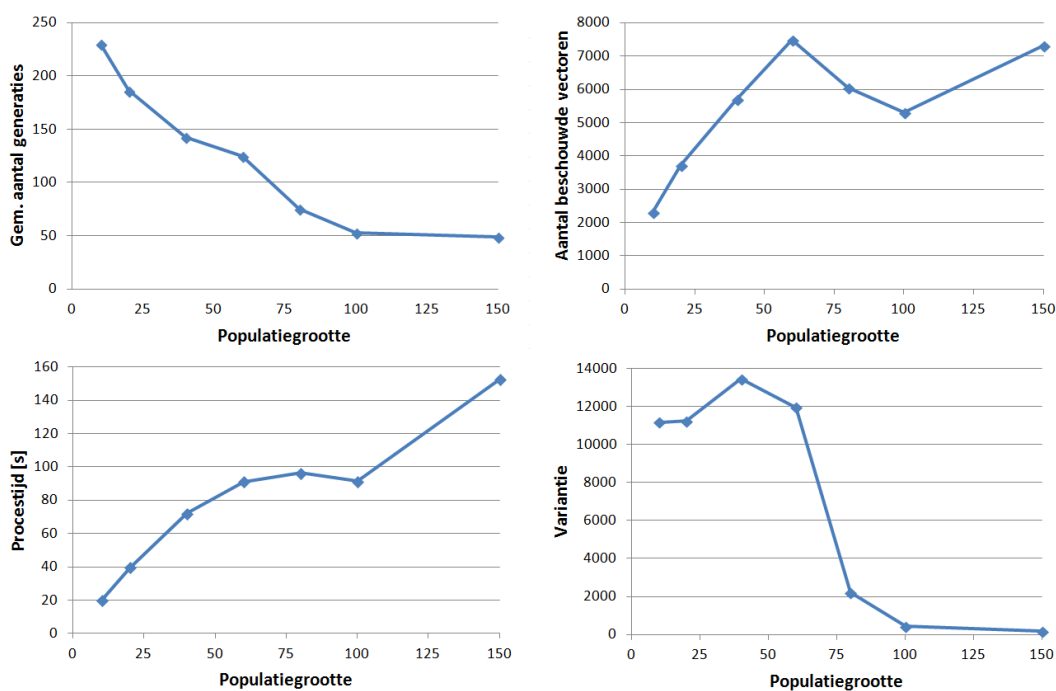 250
200
150
100
50
0
0 25 50 75 100 125 150
Gem. aantal generaties
Populatiegrootte
8000
7000
6000
5000
4000
3000
2000
1000
0
0 25 50 75 100 125 150
Aantal beschouwde vectoren
Populatiegrootte
160
140
120
100
80
60
40
20
0
0 25 50 75 100 125 150
Procestijd [s]
Populatiegrootte
14000
12000
10000
8000
6000
4000
2000
0
0 25 50 75 100 125 150
Variantie
Populatiegrootte